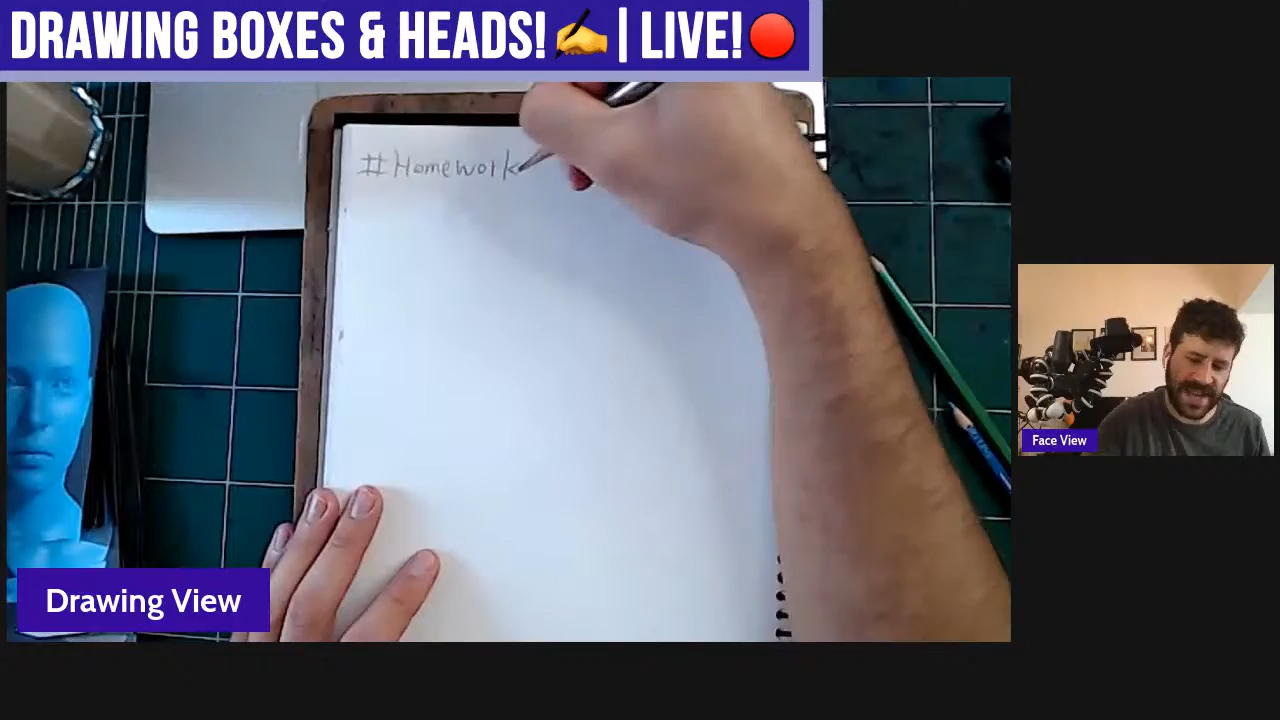 DRAWING BOXES & HEADS!✍️ | LIVE!🔴
#Homework
Face View
Drawing View